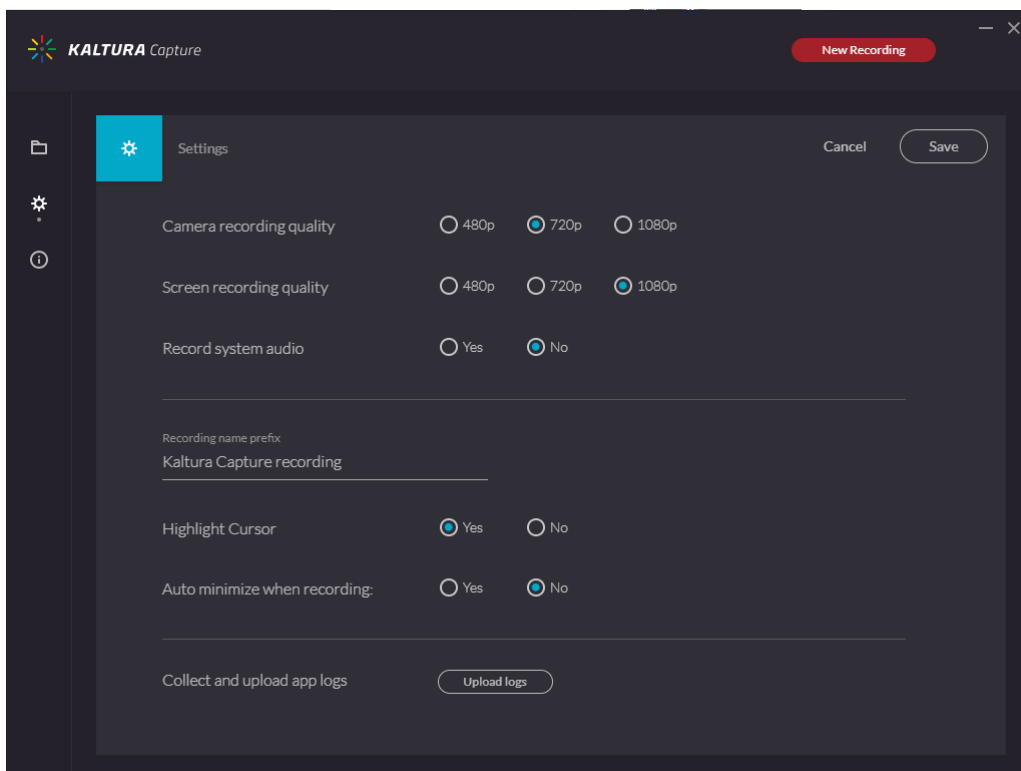 KALTURA Capture
New Recording
Settings
Cancel
Save
Camera recording quality
480p
720p
1080p
Screen recording quality
480p
720p
1080p
Record system audio
Yes
No
Recording name prefix
Kaltura Capture recording
Highlight Cursor
Yes
No
Auto minimize when recording:
Yes
No
Collect and upload app logs
Upload logs